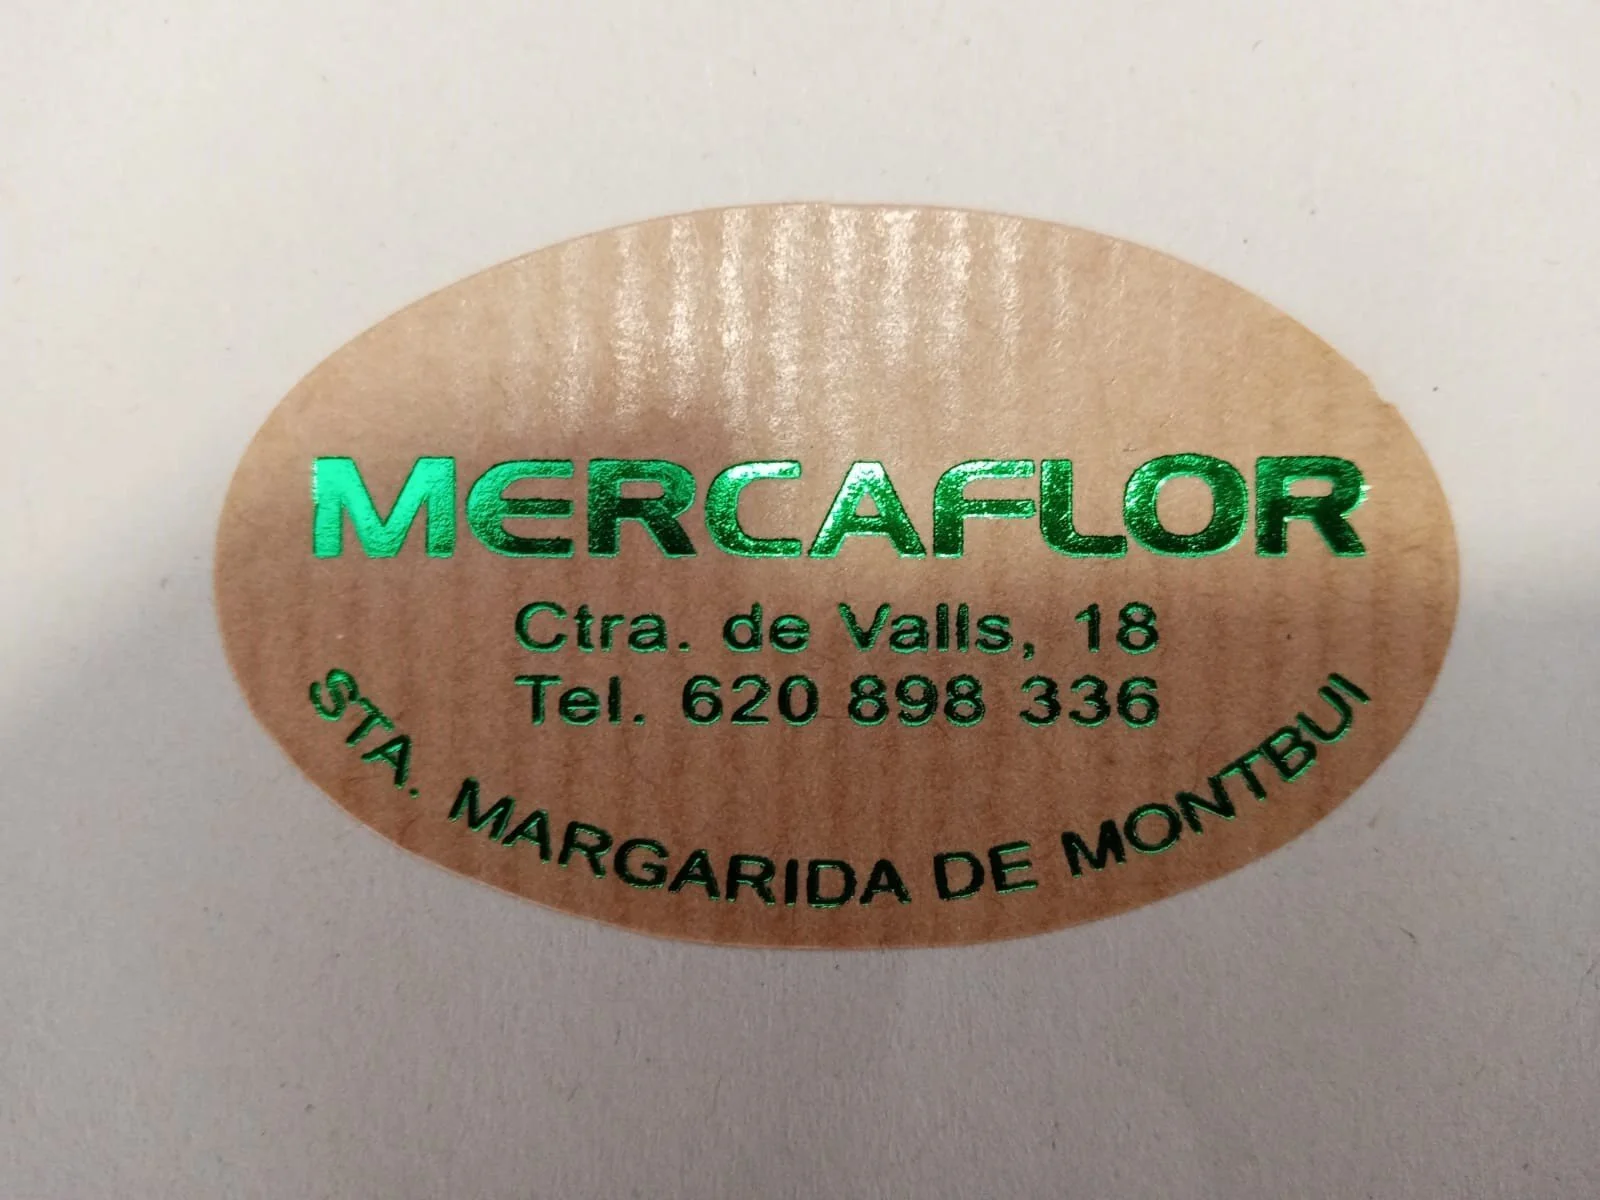 MERCAFLOR
Ctra. de Valls, 18
Tel. 620 898 336
STA. MARGARIDA DE MONTBUI